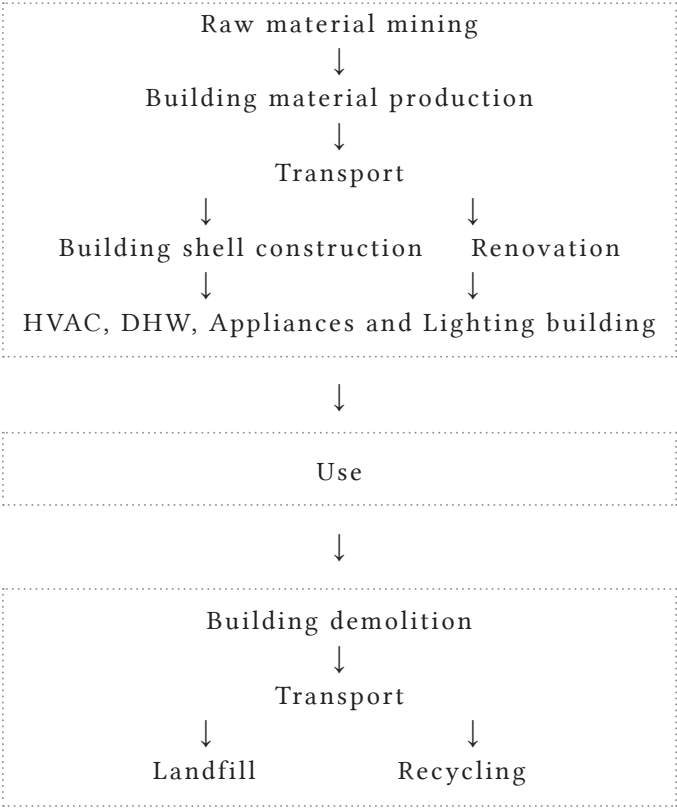 Raw material mining
↓
Building material production
↓
Transport
↓ ↓
Building shell construction Renovation
↓ ↓
HVAC, DHW, Appliances and Lighting building
↓
Use
↓
Building demolition
↓
Transport
↓ ↓
Landfill Recycling